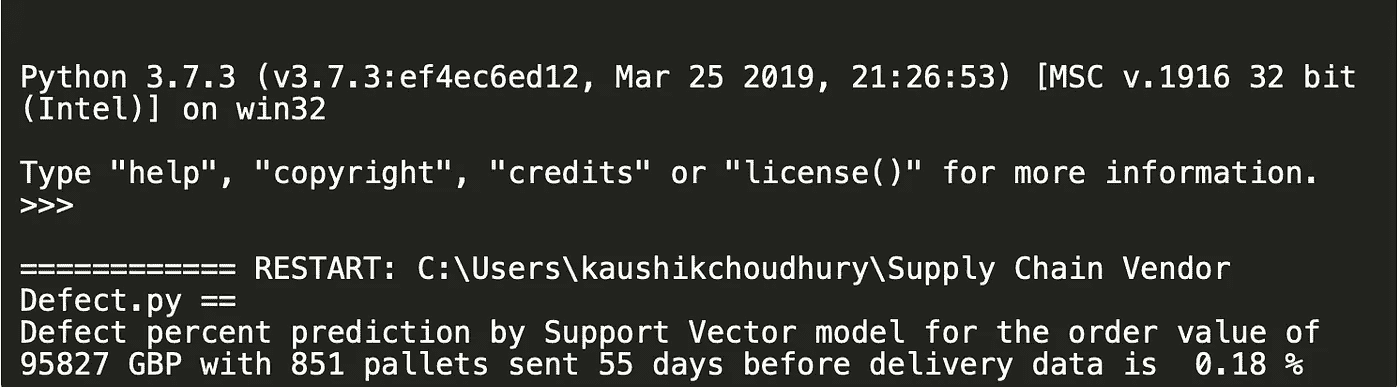 Python 3.7.3 (v3.7.3:ef4ec6ed12, Mar 25 2019, 21:26:53) [MSC v.1916 32 bit
(Intel)] on win32
Type "help", "copyright", "credits" or "license()" for more information.
>>>
============ RESTART: C:\Users\kaushikchoudhury\Supply Chain Vendor
Defect.py ==
Defect percent prediction by Support Vector model for the order value of
95827 GBP with 851 pallets sent 55 days before delivery data is  0.18 %